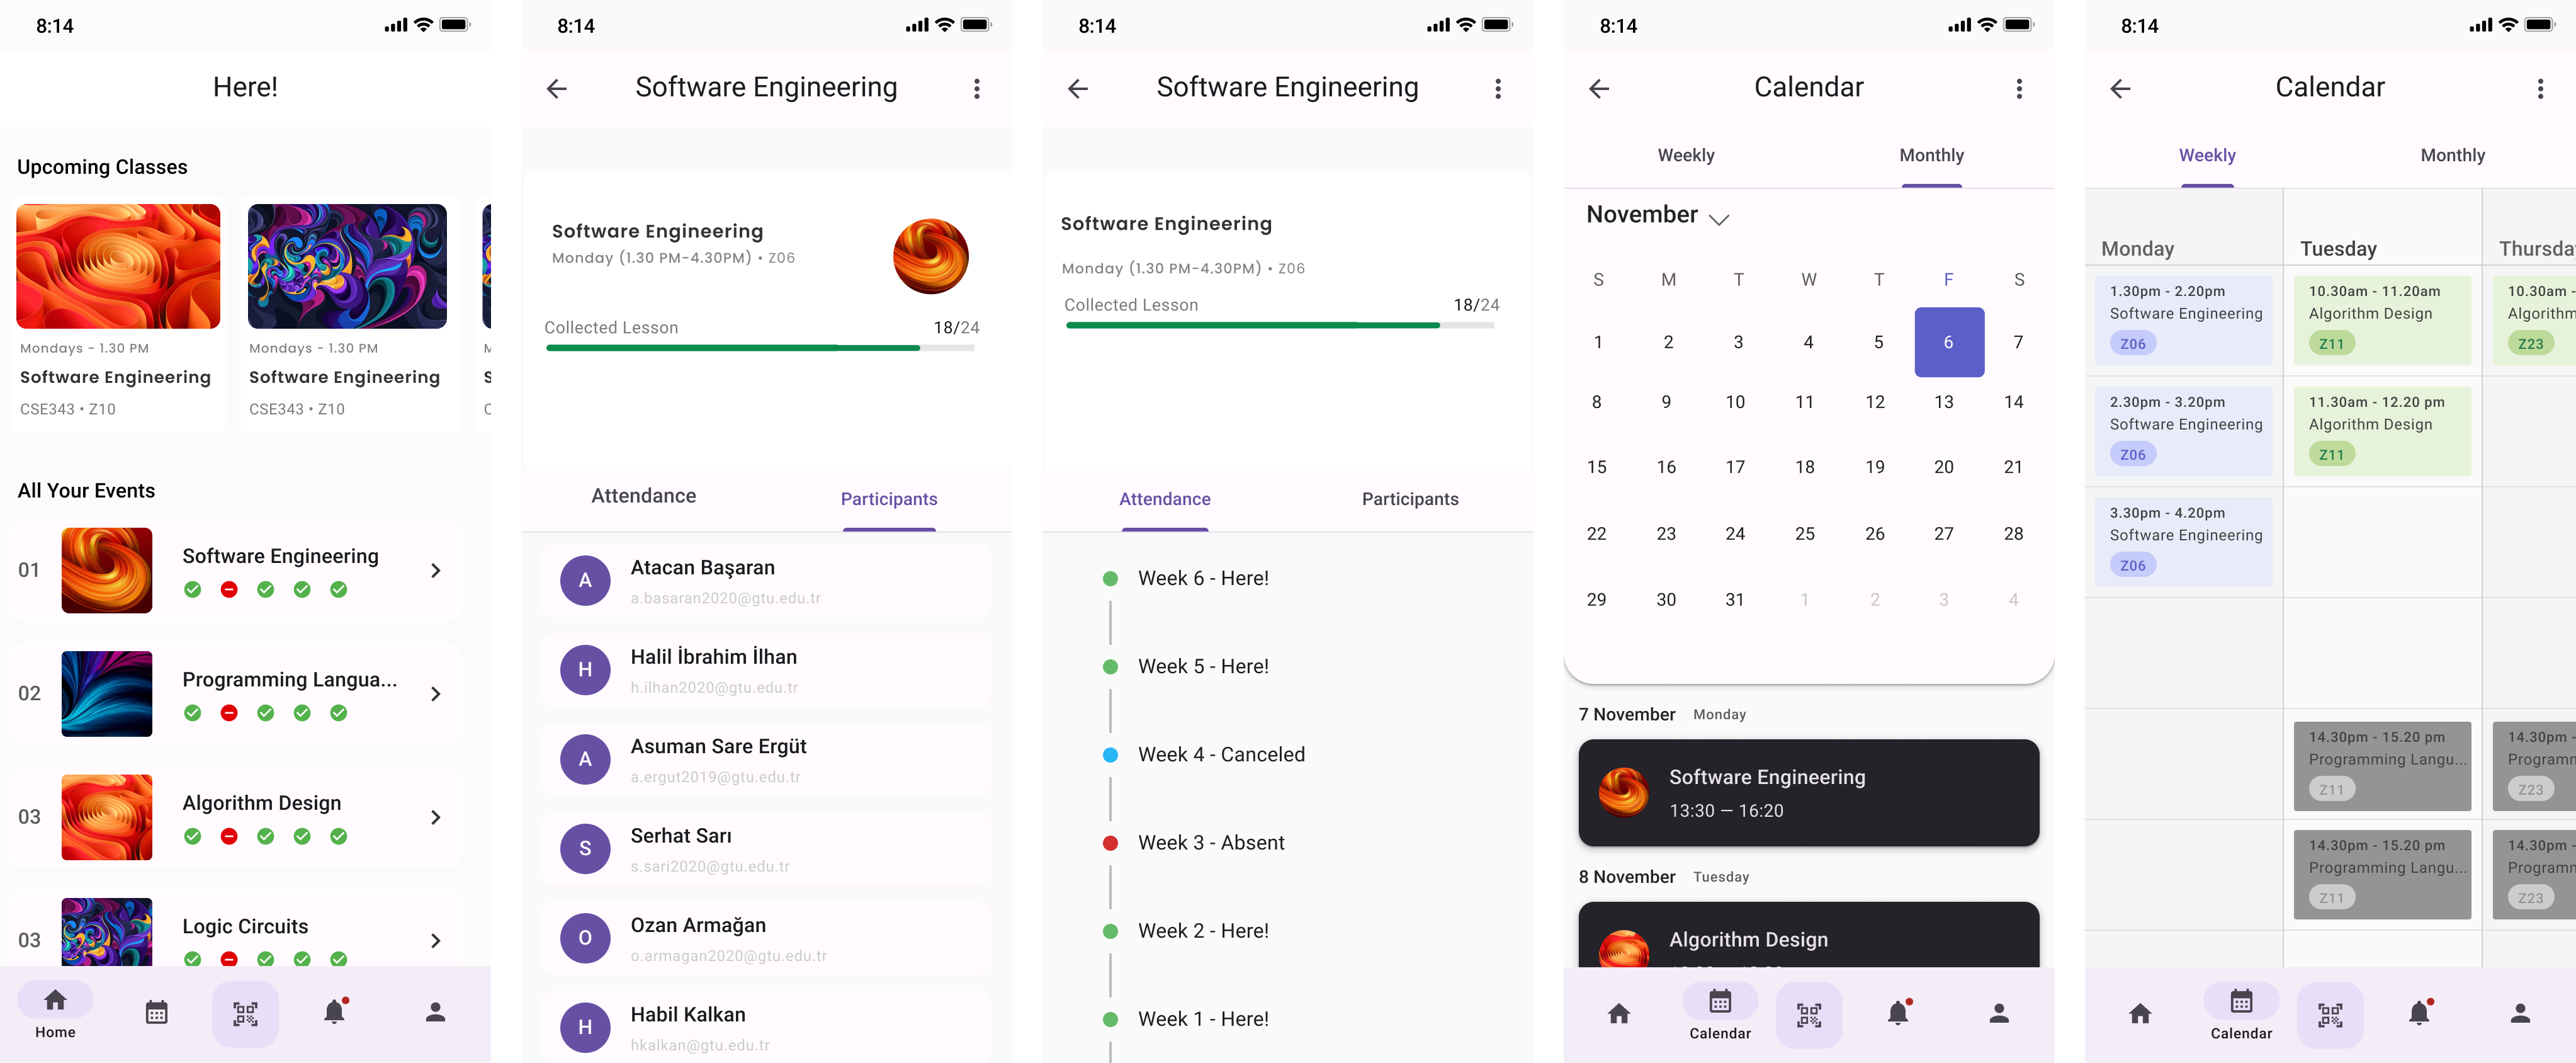 8:14
Here!
Upcoming Classes
Mondays - 1.30 PM
Software Engineering
CSE343 • Z10
Mondays - 1.30 PM
Software Engineering
CSE343 • Z10
All Your Events
01
Software Engineering
02
Programming Langua...
03
Algorithm Design
03
Logic Circuits
Home
8:14
Software Engineering
Software Engineering
Monday (1.30 PM-4.30PM) • Z06
Collected Lesson 18/24
Attendance Participants
A
Atacan Başaran
a.basaran2020@gtu.edu.tr
H
Halil İbrahim İlhan
h.ilhan2020@gtu.edu.tr
A
Asuman Sare Ergüt
a.ergut2019@gtu.edu.tr
S
Serhat Sarı
s.sari2020@gtu.edu.tr
O
Ozan Armağan
o.armagan2020@gtu.edu.tr
H
Habil Kalkan
hkalkan@gtu.edu.tr
8:14
Software Engineering
Software Engineering
Monday (1.30 PM-4.30PM) • Z06
Collected Lesson 18/24
Attendance Participants
Week 6 - Here!
Week 5 - Here!
Week 4 - Canceled
Week 3 - Absent
Week 2 - Here!
Week 1 - Here!
8:14
Calendar
Weekly Monthly
November
S M T W T F S
1 2 3 4 5 6 7
8 9 10 11 12 13 14
15 16 17 18 19 20 21
22 23 24 25 26 27 28
29 30 31 1 2 3 4
7 November Monday
Software Engineering
13:30 — 16:20
8 November Tuesday
Algorithm Design
Calendar
8:14
Calendar
Weekly Monthly
Monday
1.30pm - 2.20pm
Software Engineering
Z06
2.30pm - 3.20pm
Software Engineering
Z06
3.30pm - 4.20pm
Software Engineering
Z06
Tuesday
10.30am - 11.20am
Algorithm Design
Z11
11.30am - 12.20 pm
Algorithm Design
Z11
14.30pm - 15.20 pm
Programming Langu...
Z11
14.30pm - 15.20 pm
Programming Langu...
Z11
Thursda
10.30am -
Algorithm
Z23
14.30pm -
Programm
Z23
14.30pm -
Programm
Z23
Calendar